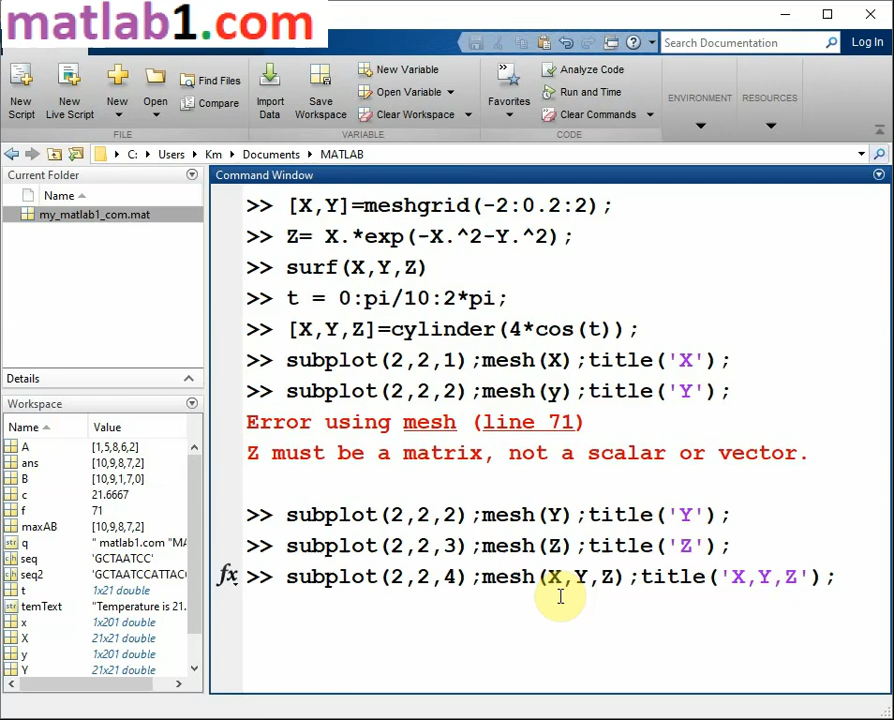 matlab1.com
Search Documentation
Log In
New Script
New Live Script
New
Open
Find Files
Compare
Import Data
Save Workspace
New Variable
Open Variable
Clear Workspace
Favorites
Analyze Code
Run and Time
Clear Commands
ENVIRONMENT
RESOURCES
FILE
VARIABLE
CODE
C: Users Km Documents MATLAB
Current Folder
Name
my_matlab1_com.mat
Details
Workspace
Name Value
A [1,5,8,6,2]
ans [10,9,8,7,2]
B [10,9,1,7,0]
c 21.6667
f 71
maxAB [10,9,8,7,2]
q " matlab1.com "MA
seq 'GCTAATCC'
seq2 'GCTAATCCATTAC
t 1x21 double
temText "Temperature is 21.
x 1x201 double
X 21x21 double
y 1x201 double
Y 21x21 double
Command Window
>> [X,Y]=meshgrid(-2:0.2:2);
>> Z= X.*exp(-X.^2-Y.^2);
>> surf(X,Y,Z)
>> t = 0:pi/10:2*pi;
>> [X,Y,Z]=cylinder(4*cos(t));
>> subplot(2,2,1);mesh(X);title('X');
>> subplot(2,2,2);mesh(y);title('Y');
Error using mesh (line 71)
Z must be a matrix, not a scalar or vector.
>> subplot(2,2,2);mesh(Y);title('Y');
>> subplot(2,2,3);mesh(Z);title('Z');
fx >> subplot(2,2,4);mesh(X,Y,Z);title('X,Y,Z');